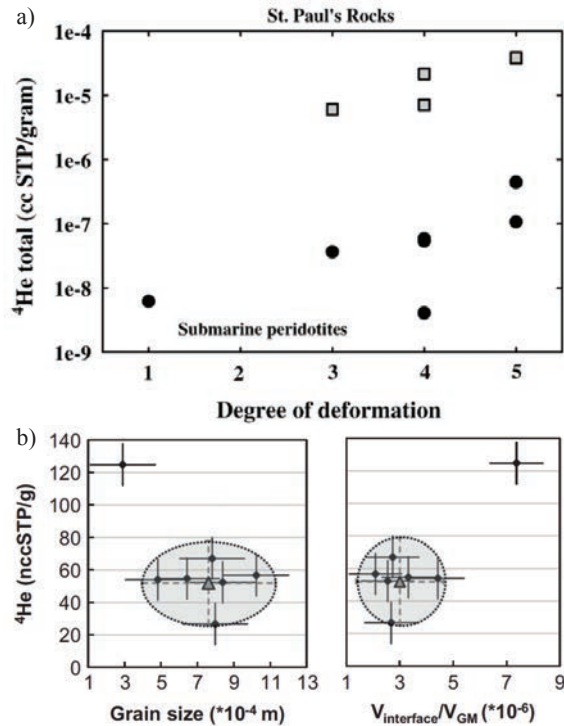 a)
St. Paul's Rocks
⁴He total (cc STP/gram)
1e-4
1e-5
1e-6
1e-7
1e-8
1e-9
Submarine peridotites
1 2 3 4 5
Degree of deformation
b)
⁴He (nccSTP/g)
140
120
100
80
60
40
20
0
1 3 5 7 9 11 13
Grain size (*10⁻⁴ m)
1 3 5 7 9
V_interface/V_GM (*10⁻⁶)